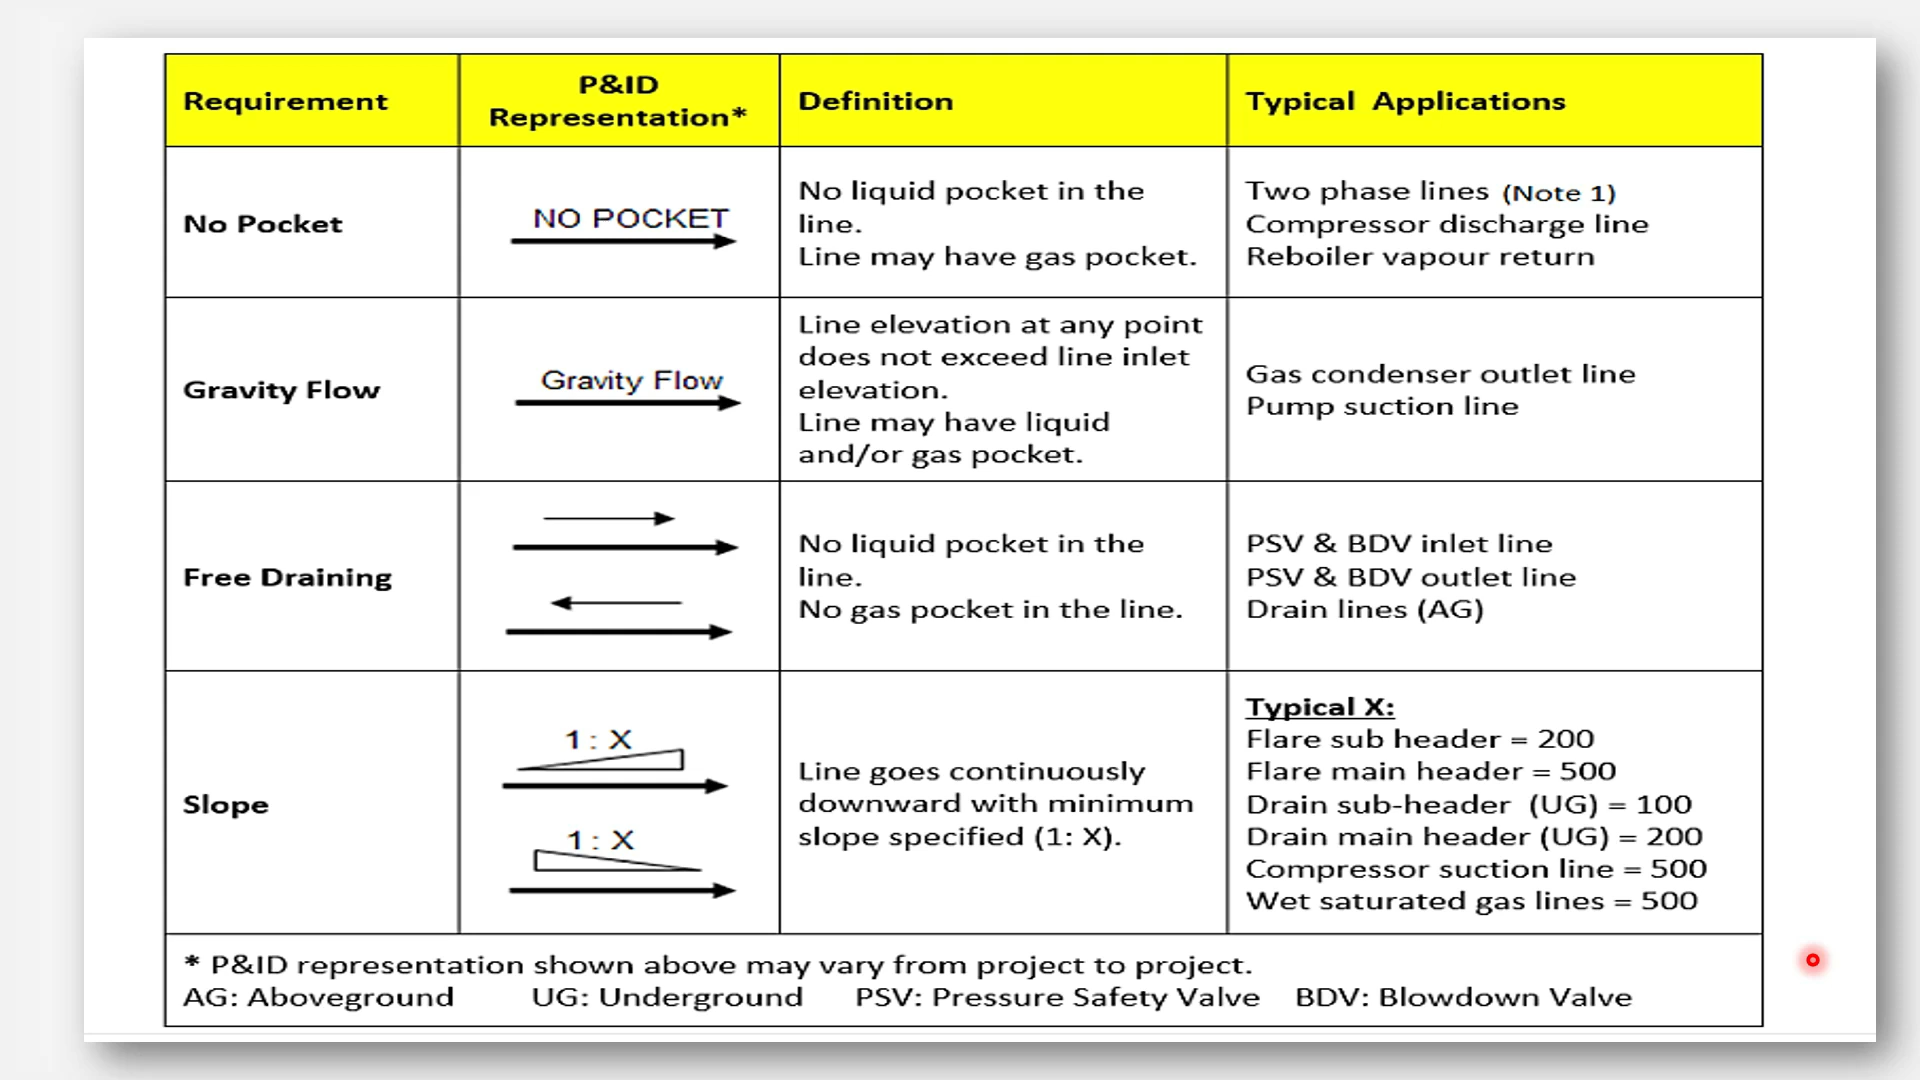 Requirement
P&ID
Representation*
Definition
Typical Applications
No Pocket
NO POCKET
No liquid pocket in the
line.
Line may have gas pocket.
Two phase lines (Note 1)
Compressor discharge line
Reboiler vapour return
Gravity Flow
Gravity Flow
Line elevation at any point
does not exceed line inlet
elevation.
Line may have liquid
and/or gas pocket.
Gas condenser outlet line
Pump suction line
Free Draining
No liquid pocket in the
line.
No gas pocket in the line.
PSV & BDV inlet line
PSV & BDV outlet line
Drain lines (AG)
Slope
1 : X
1 : X
Line goes continuously
downward with minimum
slope specified (1: X).
Typical X:
Flare sub header = 200
Flare main header = 500
Drain sub-header (UG) = 100
Drain main header (UG) = 200
Compressor suction line = 500
Wet saturated gas lines = 500
* P&ID representation shown above may vary from project to project.
AG: Aboveground UG: Underground PSV: Pressure Safety Valve BDV: Blowdown Valve